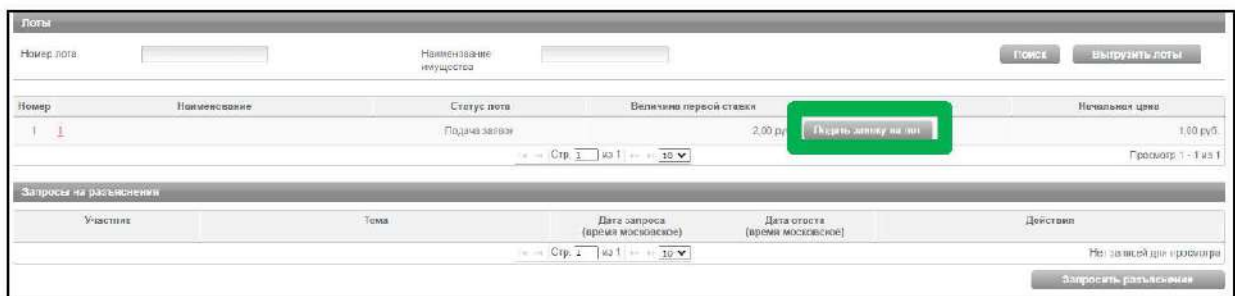 Лоты
Номер лота
Наименование
имущества
Поиск
Выгрузить лоты
Номер Наименование Статус лота Величина первой ставки Начальная цена
1 1 Подача заявок 2,00 руб. Подать заявку на лот 1,00 руб.
Стр. 1 из 1 10 Просмотр 1 - 1 из 1
Запросы на разъяснения
Участник Тема Дата запроса Дата ответа Действия
(время московское) (время московское)
Стр. 1 из 1 10 Нет записей для просмотра
Запросить разъяснения